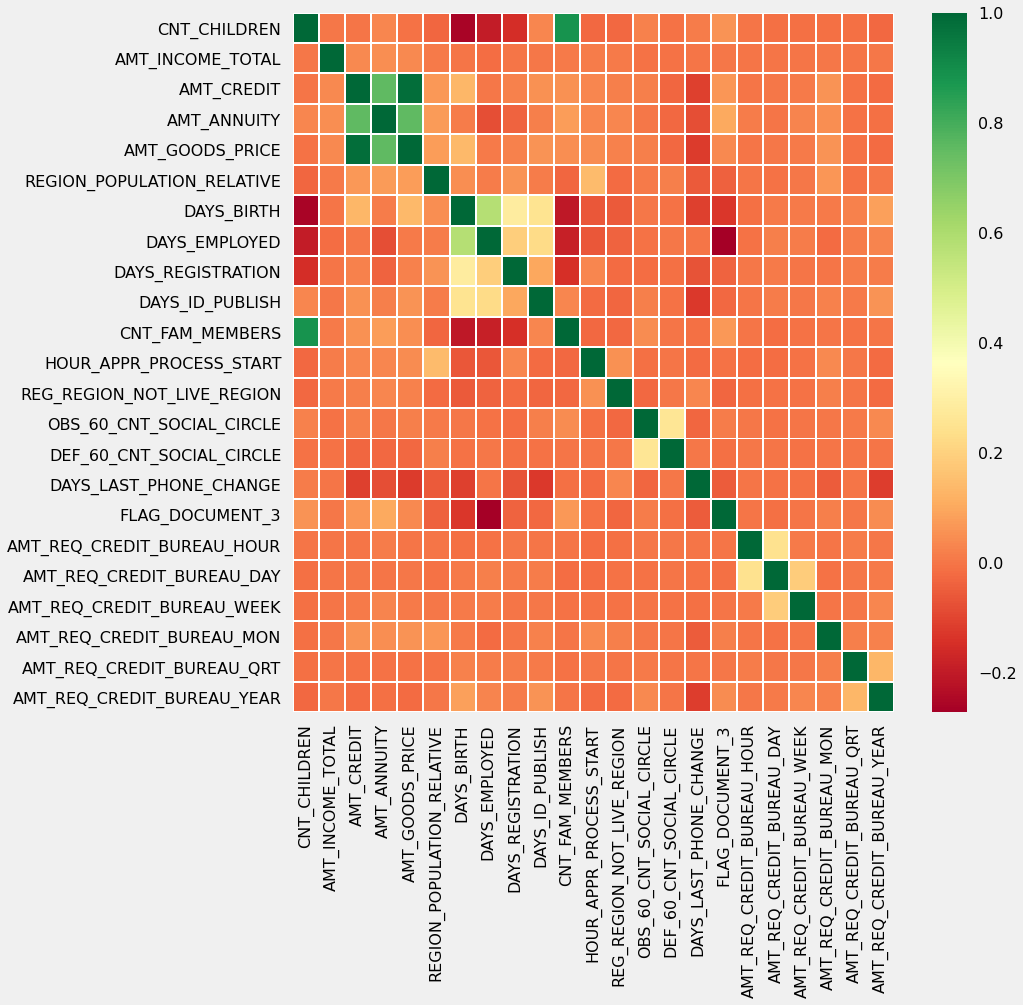 CNT_CHILDREN
AMT_INCOME_TOTAL
AMT_CREDIT
AMT_ANNUITY
AMT_GOODS_PRICE
REGION_POPULATION_RELATIVE
DAYS_BIRTH
DAYS_EMPLOYED
DAYS_REGISTRATION
DAYS_ID_PUBLISH
CNT_FAM_MEMBERS
HOUR_APPR_PROCESS_START
REG_REGION_NOT_LIVE_REGION
OBS_60_CNT_SOCIAL_CIRCLE
DEF_60_CNT_SOCIAL_CIRCLE
DAYS_LAST_PHONE_CHANGE
FLAG_DOCUMENT_3
AMT_REQ_CREDIT_BUREAU_HOUR
AMT_REQ_CREDIT_BUREAU_DAY
AMT_REQ_CREDIT_BUREAU_WEEK
AMT_REQ_CREDIT_BUREAU_MON
AMT_REQ_CREDIT_BUREAU_QRT
AMT_REQ_CREDIT_BUREAU_YEAR
CNT_CHILDREN
AMT_INCOME_TOTAL
AMT_CREDIT
AMT_ANNUITY
AMT_GOODS_PRICE
REGION_POPULATION_RELATIVE
DAYS_BIRTH
DAYS_EMPLOYED
DAYS_REGISTRATION
DAYS_ID_PUBLISH
CNT_FAM_MEMBERS
HOUR_APPR_PROCESS_START
REG_REGION_NOT_LIVE_REGION
OBS_60_CNT_SOCIAL_CIRCLE
DEF_60_CNT_SOCIAL_CIRCLE
DAYS_LAST_PHONE_CHANGE
FLAG_DOCUMENT_3
AMT_REQ_CREDIT_BUREAU_HOUR
AMT_REQ_CREDIT_BUREAU_DAY
AMT_REQ_CREDIT_BUREAU_WEEK
AMT_REQ_CREDIT_BUREAU_MON
AMT_REQ_CREDIT_BUREAU_QRT
AMT_REQ_CREDIT_BUREAU_YEAR
1.0
0.8
0.6
0.4
0.2
0.0
−0.2